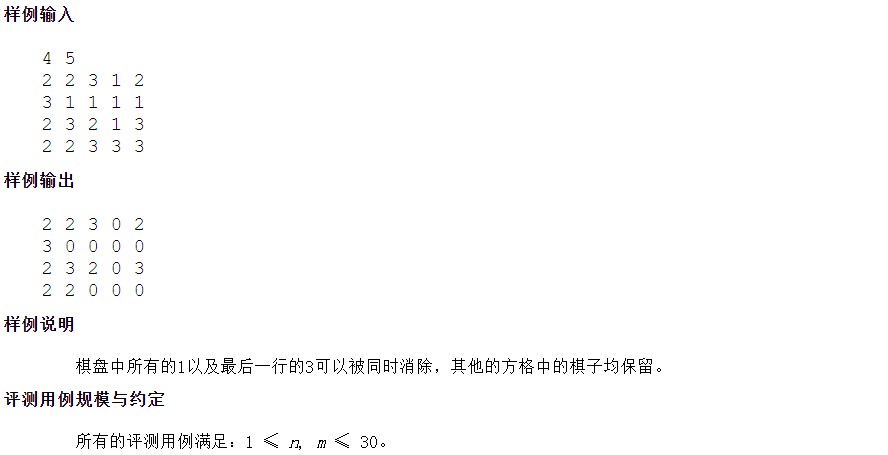 样例输入
4 5
2 2 3 1 2
3 1 1 1 1
2 3 2 1 3
2 2 3 3 3
样例输出
2 2 3 0 2
3 0 0 0 0
2 3 2 0 3
2 2 0 0 0
样例说明
棋盘中所有的1以及最后一行的3可以被同时消除，其他的方格中的棋子均保留。
评测用例规模与约定
所有的评测用例满足：1 ≤ n, m ≤ 30。